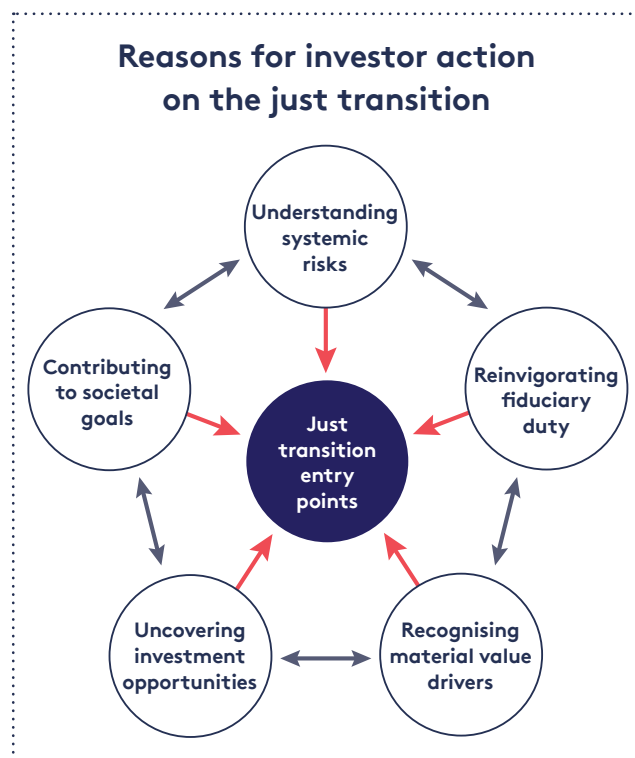 Reasons for investor action
on the just transition
Understanding
systemic
risks
Contributing
to societal
goals
Reinvigorating
fiduciary
duty
Just
transition
entry
points
Uncovering
investment
opportunities
Recognising
material value
drivers